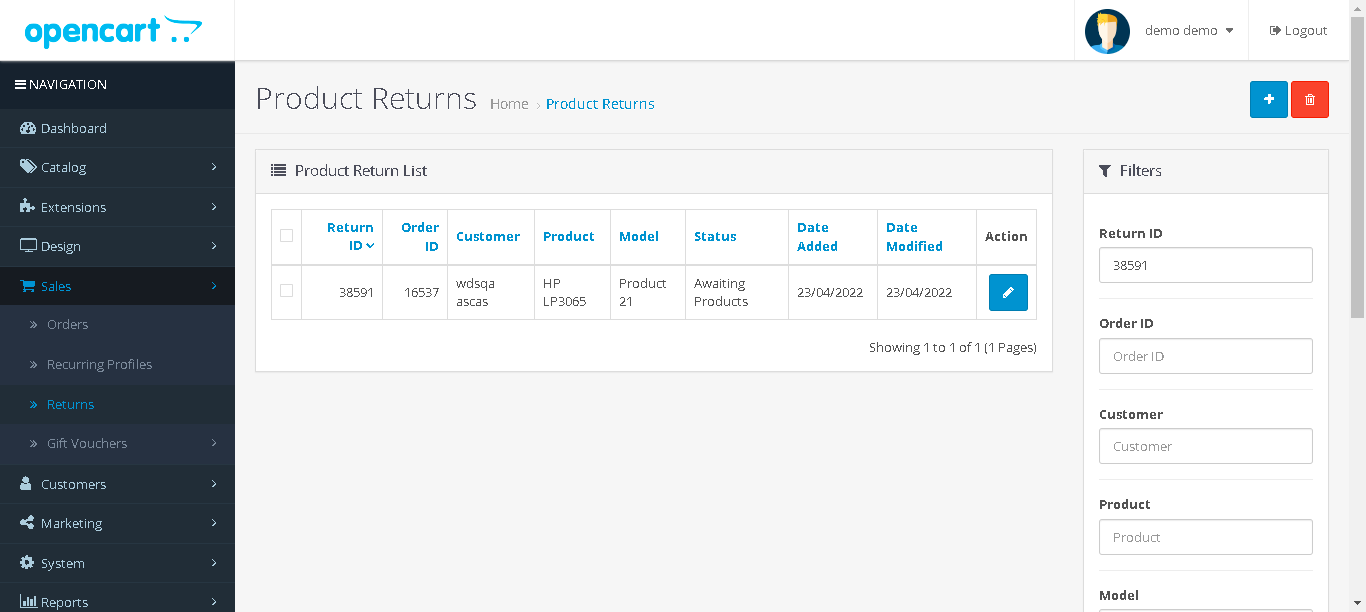 opencart
demo demo
Logout
NAVIGATION
Dashboard
Catalog
Extensions
Design
Sales
Orders
Recurring Profiles
Returns
Gift Vouchers
Customers
Marketing
System
Reports
Product Returns
Home › Product Returns
Product Return List
Return ID Order ID Customer Product Model Status Date Added Date Modified Action
38591 16537 wdsqa ascas HP LP3065 Product 21 Awaiting Products 23/04/2022 23/04/2022
Showing 1 to 1 of 1 (1 Pages)
Filters
Return ID
38591
Order ID
Order ID
Customer
Customer
Product
Product
Model